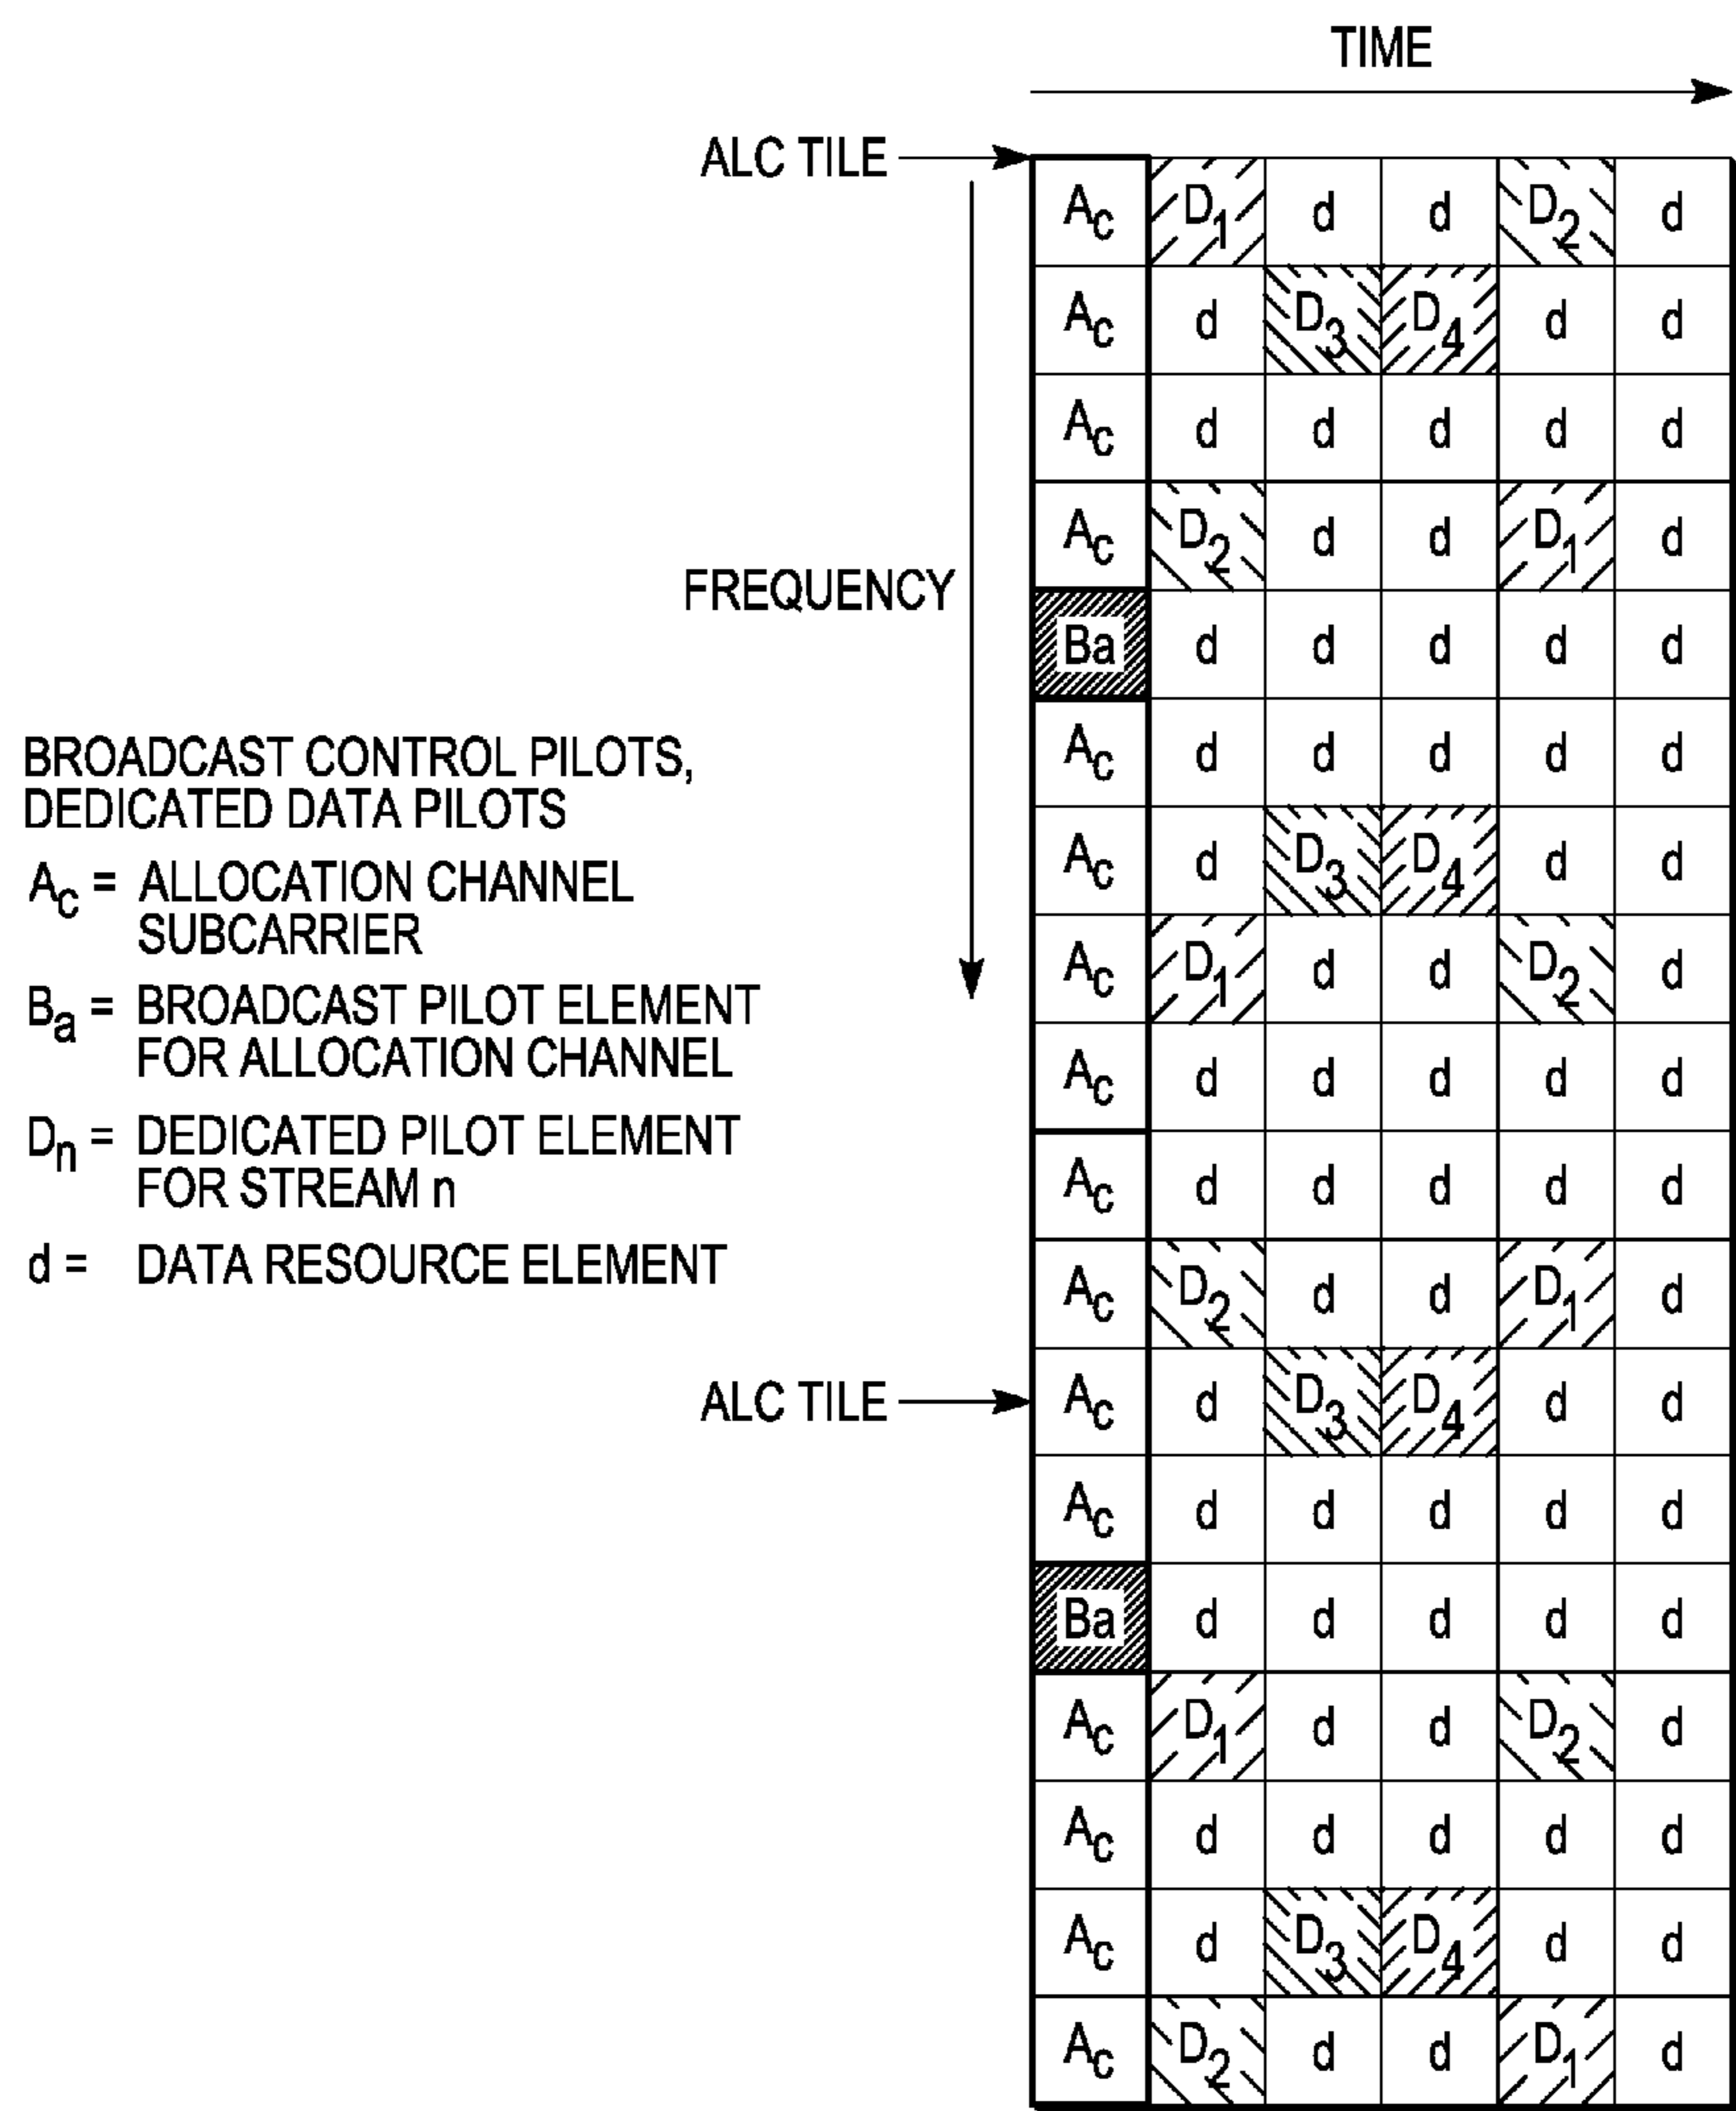 TIME
ALC TILE
FREQUENCY
BROADCAST CONTROL PILOTS,
DEDICATED DATA PILOTS
Ac = ALLOCATION CHANNEL
SUBCARRIER
Ba = BROADCAST PILOT ELEMENT
FOR ALLOCATION CHANNEL
Dn = DEDICATED PILOT ELEMENT
FOR STREAM n
d = DATA RESOURCE ELEMENT
ALC TILE
Ac D1 d d D2 d
Ac d D3 D4 d d
Ac d d d d d
Ac D2 d d D1 d
Ba d d d d d
Ac d d d d d
Ac d D3 D4 d d
Ac D1 d d D2 d
Ac d d d d d
Ac d d d d d
Ac D2 d d D1 d
Ac d D3 D4 d d
Ac d d d d d
Ba d d d d d
Ac D1 d d D2 d
Ac d d d d d
Ac d D3 D4 d d
Ac D2 d d D1 d